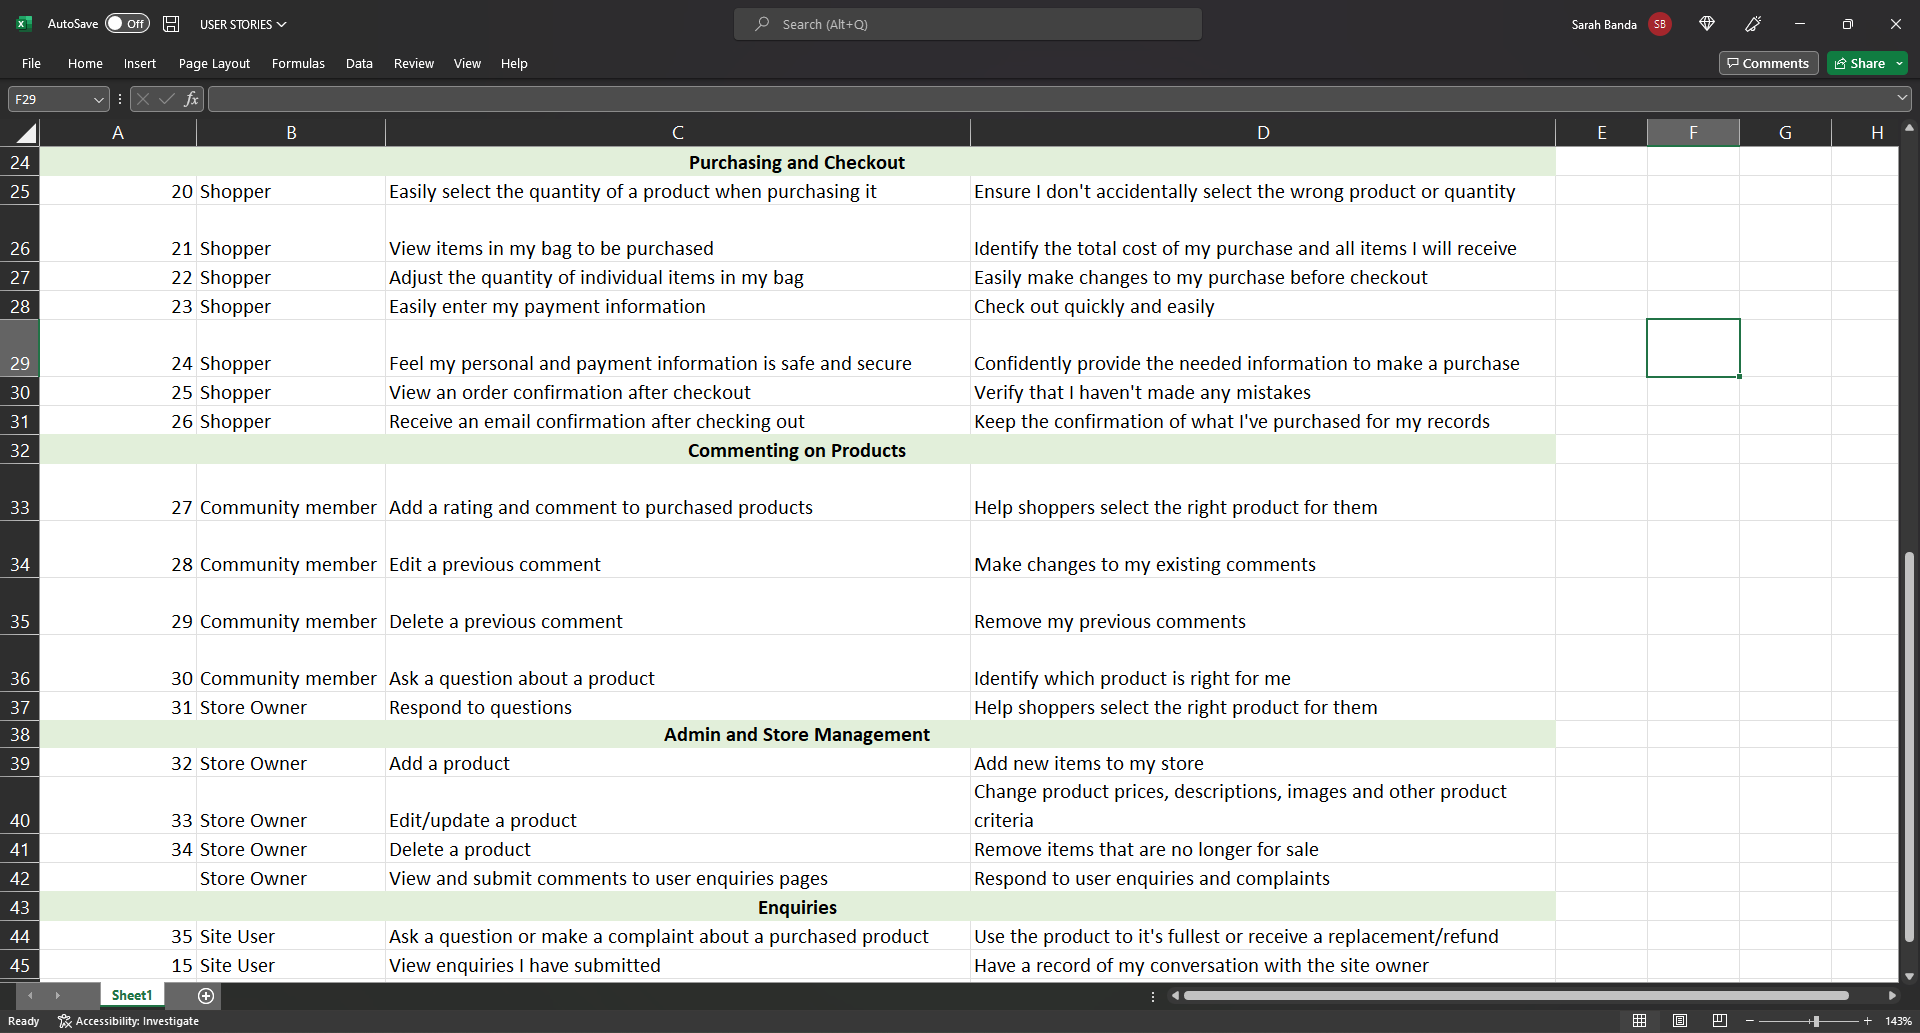 AutoSave Off USER STORIES Search (Alt+Q) Sarah Banda SB
File Home Insert Page Layout Formulas Data Review View Help Comments Share
F29 fx
A B C D E F G H
24 Purchasing and Checkout
25 20 Shopper Easily select the quantity of a product when purchasing it Ensure I don't accidentally select the wrong product or quantity
26 21 Shopper View items in my bag to be purchased Identify the total cost of my purchase and all items I will receive
27 22 Shopper Adjust the quantity of individual items in my bag Easily make changes to my purchase before checkout
28 23 Shopper Easily enter my payment information Check out quickly and easily
29 24 Shopper Feel my personal and payment information is safe and secure Confidently provide the needed information to make a purchase
30 25 Shopper View an order confirmation after checkout Verify that I haven't made any mistakes
31 26 Shopper Receive an email confirmation after checking out Keep the confirmation of what I've purchased for my records
32 Commenting on Products
33 27 Community member Add a rating and comment to purchased products Help shoppers select the right product for them
34 28 Community member Edit a previous comment Make changes to my existing comments
35 29 Community member Delete a previous comment Remove my previous comments
36 30 Community member Ask a question about a product Identify which product is right for me
37 31 Store Owner Respond to questions Help shoppers select the right product for them
38 Admin and Store Management
39 32 Store Owner Add a product Add new items to my store
Change product prices, descriptions, images and other product
40 33 Store Owner Edit/update a product criteria
41 34 Store Owner Delete a product Remove items that are no longer for sale
42 Store Owner View and submit comments to user enquiries pages Respond to user enquiries and complaints
43 Enquiries
44 35 Site User Ask a question or make a complaint about a purchased product Use the product to it's fullest or receive a replacement/refund
45 15 Site User View enquiries I have submitted Have a record of my conversation with the site owner
Sheet1
Ready Accessibility: Investigate 143%